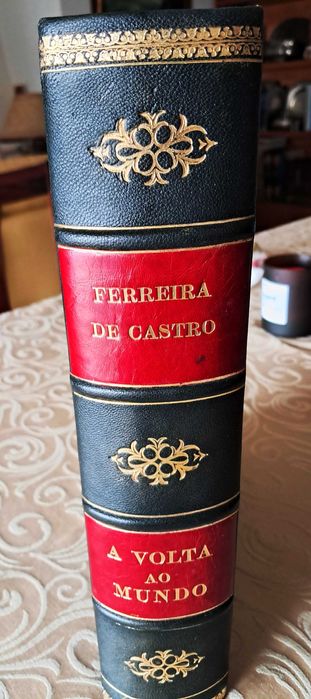 FERREIRA
DE CASTRO
A VOLTA
AO
MUNDO